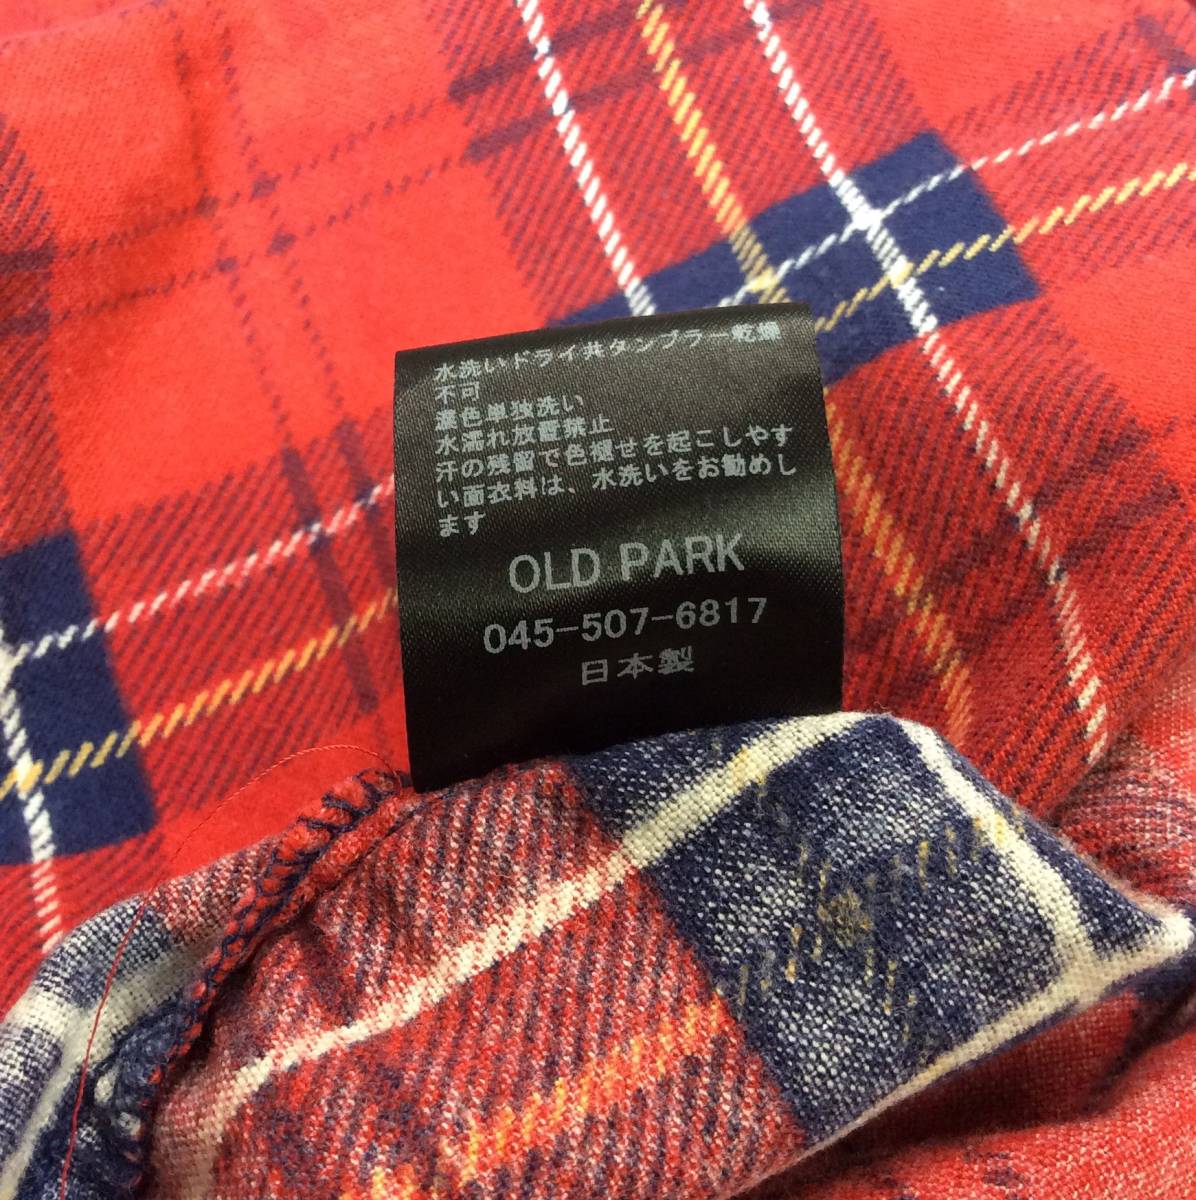 水洗いドライ共タンブラー乾燥
不可
濃色単独洗い
水濡れ放置禁止
汗の残留で色褪せを起こしやす
い面衣料は、水洗いをお勧めし
ます
OLD PARK
045-507-6817
日本製